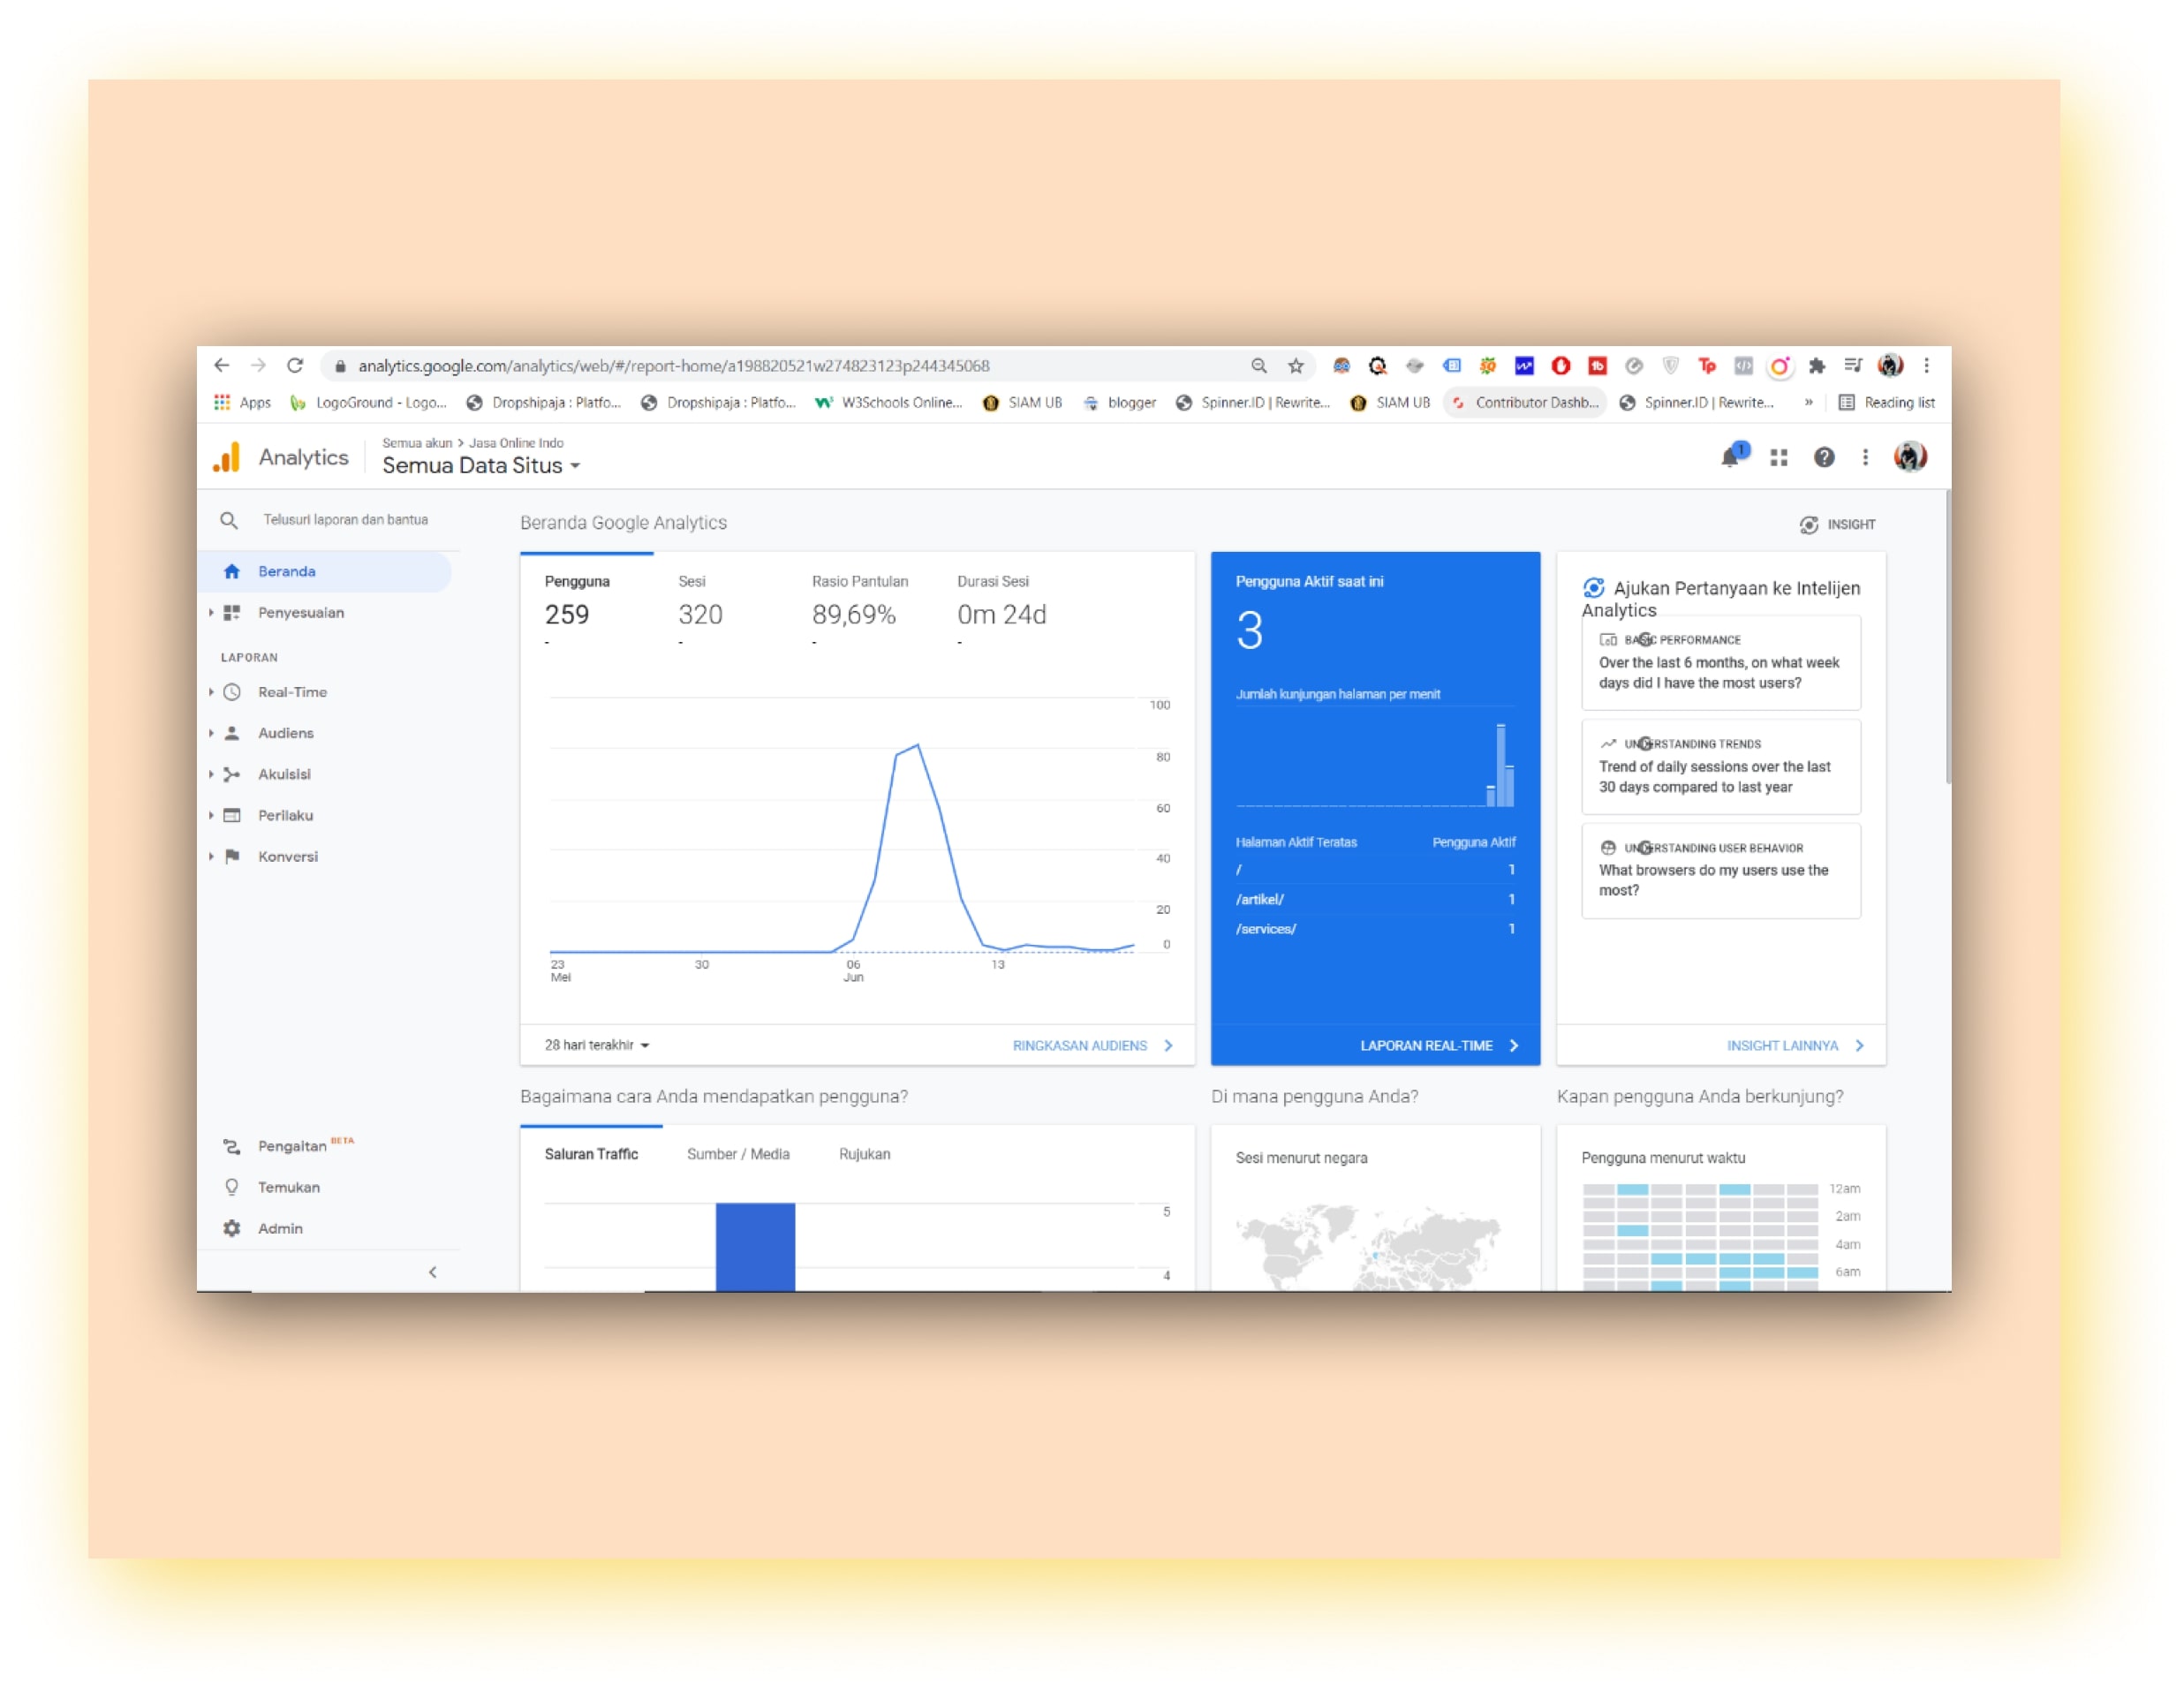 analytics.google.com/analytics/web/#/report-home/a198820521w274823123p244345068
Apps LogoGround - Logo... Dropshipaja : Platfo... Dropshipaja : Platfo... W3Schools Online... SIAM UB blogger Spinner.ID | Rewrite... SIAM UB Contributor Dashb... Spinner.ID | Rewrite... » Reading list
Analytics
Semua akun > Jasa Online Indo
Semua Data Situs
1
Telusuri laporan dan bantua
Beranda
Penyesuaian
LAPORAN
Real-Time
Audiens
Akuisisi
Perilaku
Konversi
Pengaitan BETA
Temukan
Admin
Beranda Google Analytics
INSIGHT
Pengguna Sesi Rasio Pantulan Durasi Sesi
259 320 89,69% 0m 24d
- - - -
100
80
60
40
20
0
23 30 06 13
Mei Jun
28 hari terakhir
RINGKASAN AUDIENS
Pengguna Aktif saat ini
3
Jumlah kunjungan halaman per menit
Halaman Aktif Teratas Pengguna Aktif
/ 1
/artikel/ 1
/services/ 1
LAPORAN REAL-TIME
Ajukan Pertanyaan ke Intelijen
Analytics
BASIC PERFORMANCE
Over the last 6 months, on what week
days did I have the most users?
UNDERSTANDING TRENDS
Trend of daily sessions over the last
30 days compared to last year
UNDERSTANDING USER BEHAVIOR
What browsers do my users use the
most?
INSIGHT LAINNYA
Bagaimana cara Anda mendapatkan pengguna?
Saluran Traffic Sumber / Media Rujukan
5
4
Di mana pengguna Anda?
Sesi menurut negara
Kapan pengguna Anda berkunjung?
Pengguna menurut waktu
12am
2am
4am
6am